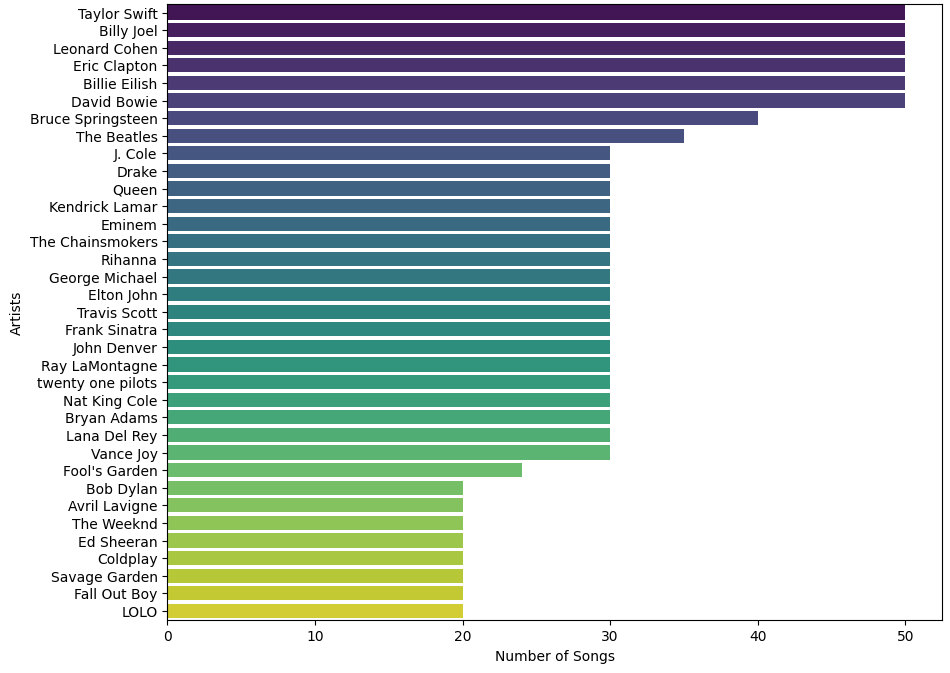 Taylor Swift
Billy Joel
Leonard Cohen
Eric Clapton
Billie Eilish
David Bowie
Bruce Springsteen
The Beatles
J. Cole
Drake
Queen
Kendrick Lamar
Eminem
The Chainsmokers
Rihanna
George Michael
Elton John
Travis Scott
Frank Sinatra
John Denver
Ray LaMontagne
twenty one pilots
Nat King Cole
Bryan Adams
Lana Del Rey
Vance Joy
Fool's Garden
Bob Dylan
Avril Lavigne
The Weeknd
Ed Sheeran
Coldplay
Savage Garden
Fall Out Boy
LOLO
Artists
0 10 20 30 40 50
Number of Songs